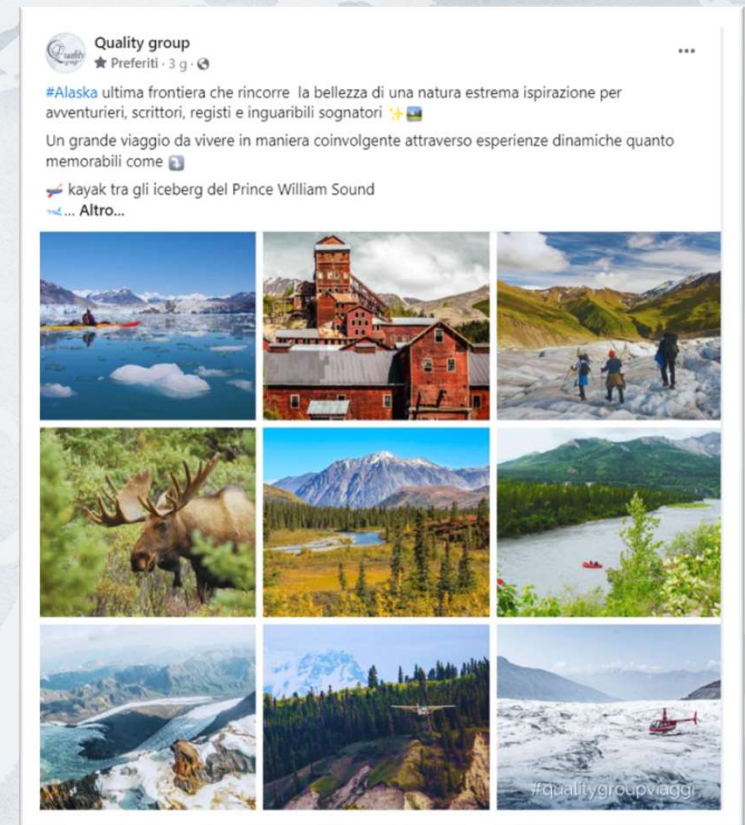 Quality group
Preferiti · 3 g ·
#Alaska ultima frontiera che rincorre la bellezza di una natura estrema ispirazione per
avventurieri, scrittori, registi e inguaribili sognatori ✨🏞️
Un grande viaggio da vivere in maniera coinvolgente attraverso esperienze dinamiche quanto
memorabili come ⤵️
🛶 kayak tra gli iceberg del Prince William Sound
... Altro...
#qualitygroupviaggi